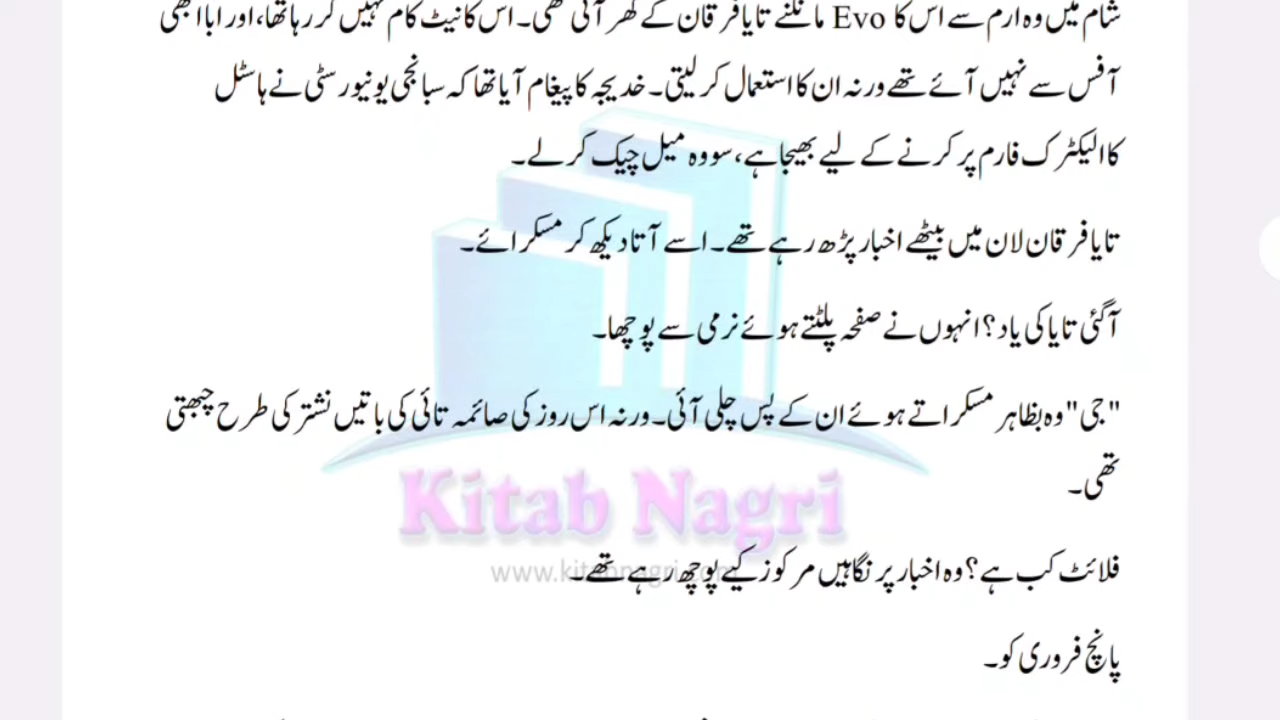 شام میں وہ ارم سے اس کا Evo مانگنے تایا فرقان کے گھر آئی تھی۔ اس کا نیٹ کام نہیں کر رہا تھا، اور ابا ابھی
آفس سے نہیں آئے تھے ورنہ ان کا استعمال کر لیتی۔ خدیجہ کا پیغام آیا تھا کہ سبانجی یونیورسٹی نے ہاسٹل
کا الیکٹرک فارم پر کرنے کے لیے بھیجا ہے، سو وہ میل چیک کر لے۔
تایا فرقان لان میں بیٹھے اخبار پڑھ رہے تھے۔ اسے آتا دیکھ کر مسکرائے۔
آگئی تایا کی یاد؟ انہوں نے صفحہ پلٹتے ہوئے نرمی سے پوچھا۔
"جی" وہ بظاہر مسکراتے ہوئے ان کے پس چلی آئی۔ ورنہ اس روز کی صائمہ تائی کی باتیں نشتر کی طرح چبھتی
تھی۔
Kitab Nagri
www.kitabnagri.com
فلائٹ کب ہے؟ وہ اخبار پر نگاہیں مرکوز کیے پوچھ رہے تھے۔
پانچ فروری کو۔